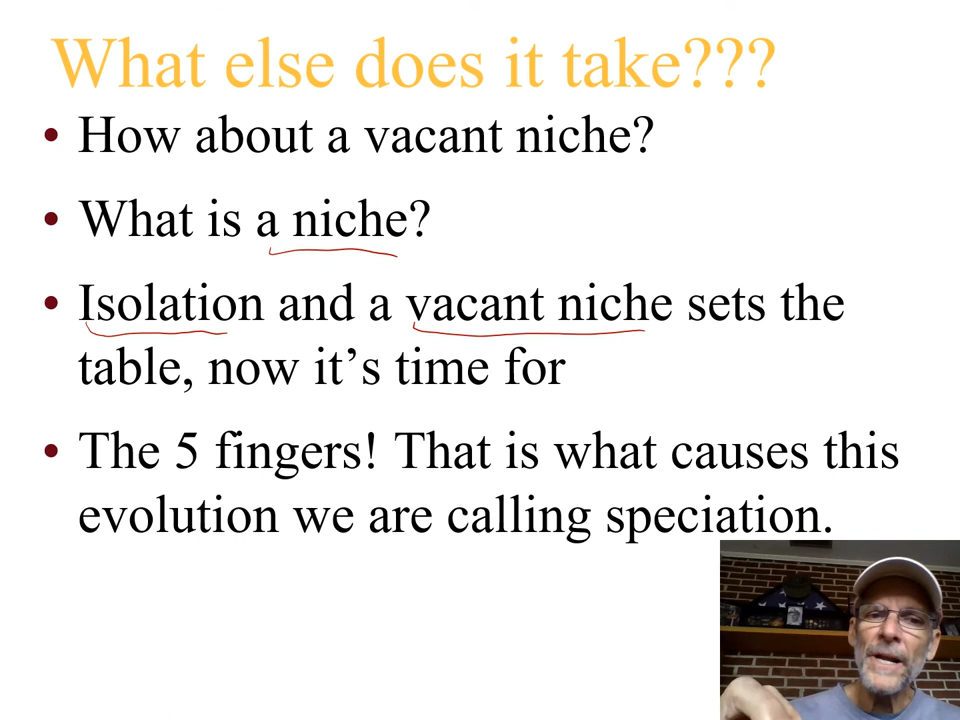 What else does it take???
• How about a vacant niche?
• What is a niche?
• Isolation and a vacant niche sets the
table, now it’s time for
• The 5 fingers! That is what causes this
evolution we are calling speciation.